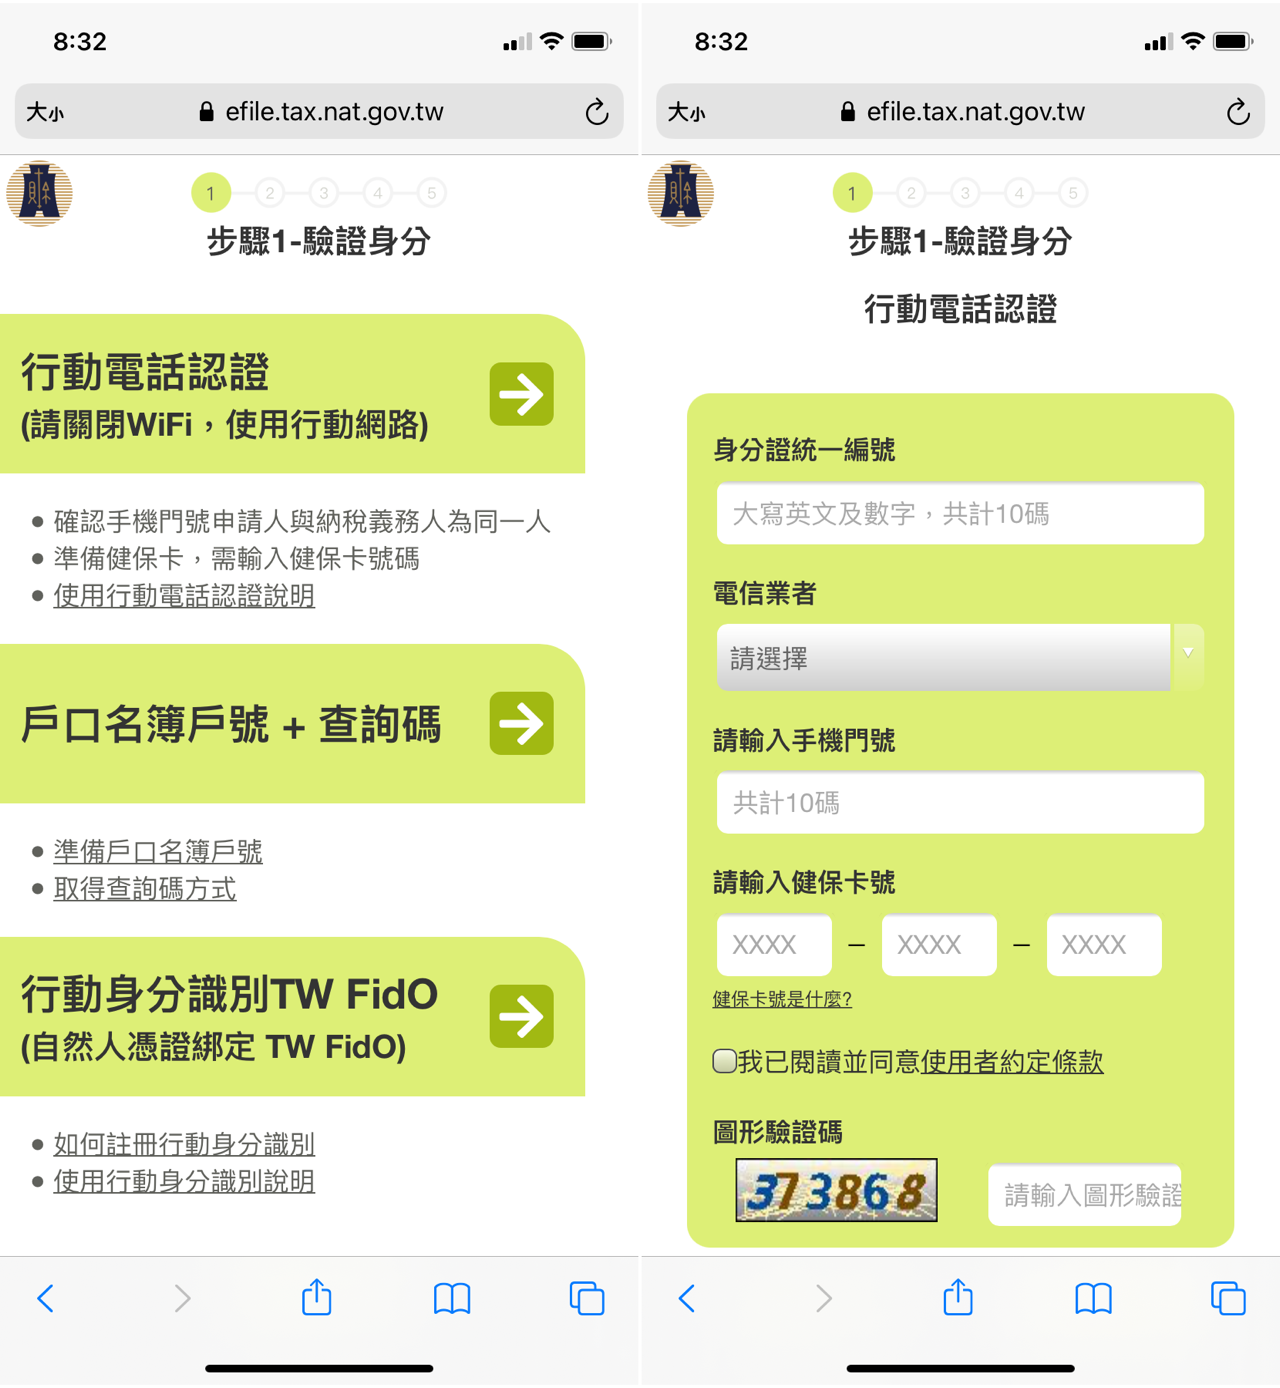 8:32
大小
efile.tax.nat.gov.tw
賦稅
1
2
3
4
5
步驟1-驗證身分
行動電話認證
(請關閉WiFi，使用行動網路)
確認手機門號申請人與納稅義務人為同一人
準備健保卡，需輸入健保卡號碼
使用行動電話認證說明
戶口名簿戶號 + 查詢碼
準備戶口名簿戶號
取得查詢碼方式
行動身分識別TW FidO
(自然人憑證綁定 TW FidO)
如何註冊行動身分識別
使用行動身分識別說明
8:32
大小
efile.tax.nat.gov.tw
賦稅
1
2
3
4
5
步驟1-驗證身分
行動電話認證
身分證統一編號
大寫英文及數字，共計10碼
電信業者
請選擇
請輸入手機門號
共計10碼
請輸入健保卡號
XXXX – XXXX – XXXX
健保卡號是什麼?
我已閱讀並同意使用者約定條款
圖形驗證碼
373868
請輸入圖形驗證